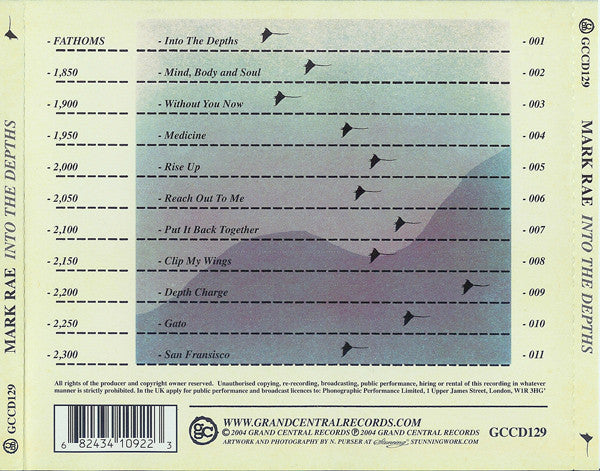 FATHOMS - Into The Depths - 001
1,850 - Mind, Body and Soul - 002
1,900 - Without You Now - 003
1,950 - Medicine - 004
2,000 - Rise Up - 005
2,050 - Reach Out To Me - 006
2,100 - Put It Back Together - 007
2,150 - Clip My Wings - 008
2,200 - Depth Charge - 009
2,250 - Gato - 010
2,300 - San Fransisco - 011
All rights of the producer and copyright owner reserved. Unauthorised copying, re-recording, broadcasting, public performance, hiring or rental of this recording in whatever
manner is strictly prohibited. In the UK apply for public performance and broadcast licences to: Phonographic Performance Limited, 1 Upper James Street, London, W1R 3HG'
6 82434 10922 3
gc
WWW.GRANDCENTRALRECORDS.COM
©2004 GRAND CENTRAL RECORDS ℗2004 GRAND CENTRAL RECORDS
ARTWORK AND PHOTOGRAPHY BY N. PURSER at Stunning STUNNINGWORK.COM
GCCD129
GCCD129 MARK RAE INTO THE DEPTHS
gc
gc
GCCD129
MARK RAE INTO THE DEPTHS